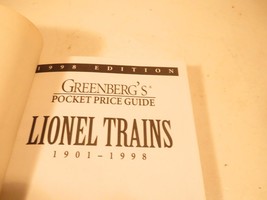 1998 EDITION
GREENBERG'S®
POCKET PRICE GUIDE
LIONEL TRAINS
1901-1998